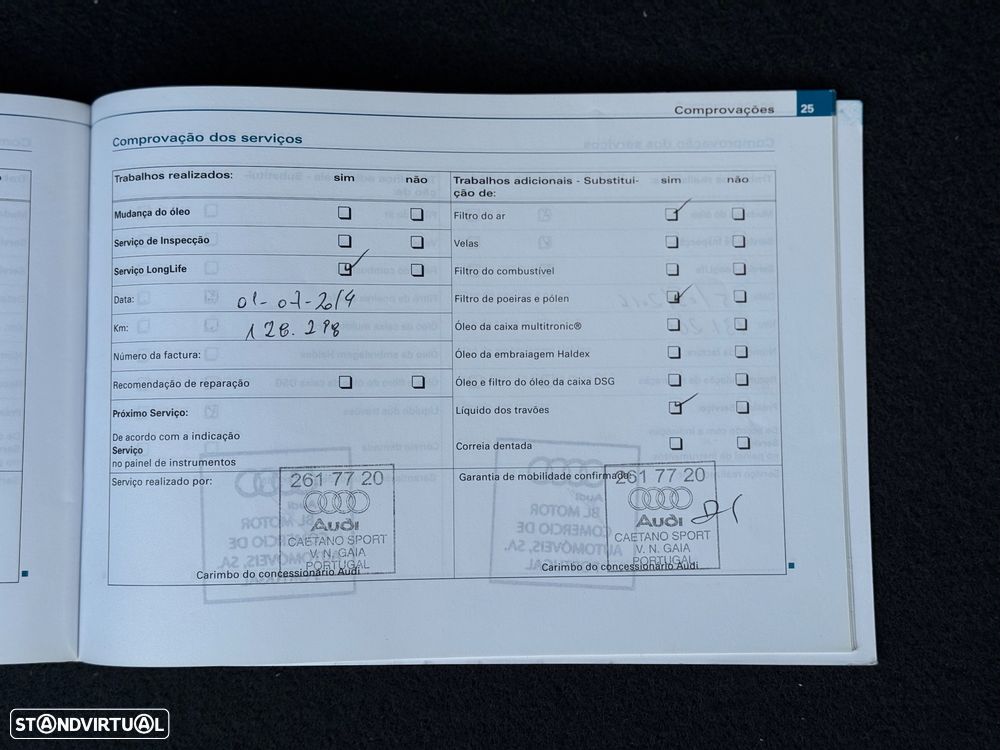 Comprovações 25
Comprovação dos serviços
Trabalhos realizados: sim não
Mudança do óleo
Serviço de Inspecção
Serviço LongLife
Data: 01-07-2014
Km: 128.298
Número da factura:
Recomendação de reparação
Próximo Serviço:
De acordo com a indicação
Serviço
no painel de instrumentos
Serviço realizado por:
261 77 20
Audi
CAETANO SPORT
V. N. GAIA
PORTUGAL
Carimbo do concessionário Audi
Trabalhos adicionais - Substitui-
ção de: sim não
Filtro do ar
Velas
Filtro do combustível
Filtro de poeiras e pólen
Óleo da caixa multitronic®
Óleo da embraiagem Haldex
Óleo e filtro do óleo da caixa DSG
Líquido dos travões
Correia dentada
Garantia de mobilidade confirmada
261 77 20
Audi
CAETANO SPORT
V. N. GAIA
PORTUGAL
Carimbo do concessionário Audi
STANDVIRTUAL